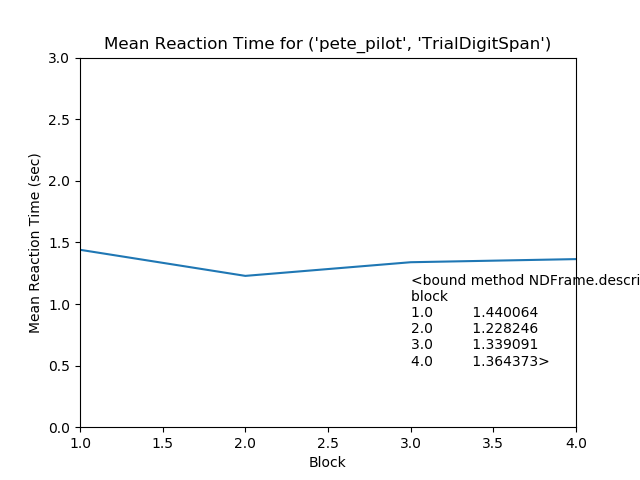 Mean Reaction Time for ('pete_pilot', 'TrialDigitSpan')
3.0
2.5
2.0
1.5
1.0
0.5
0.0
Mean Reaction Time (sec)
<bound method NDFrame.descri
block
1.0 1.440064
2.0 1.228246
3.0 1.339091
4.0 1.364373>
1.0 1.5 2.0 2.5 3.0 3.5 4.0
Block